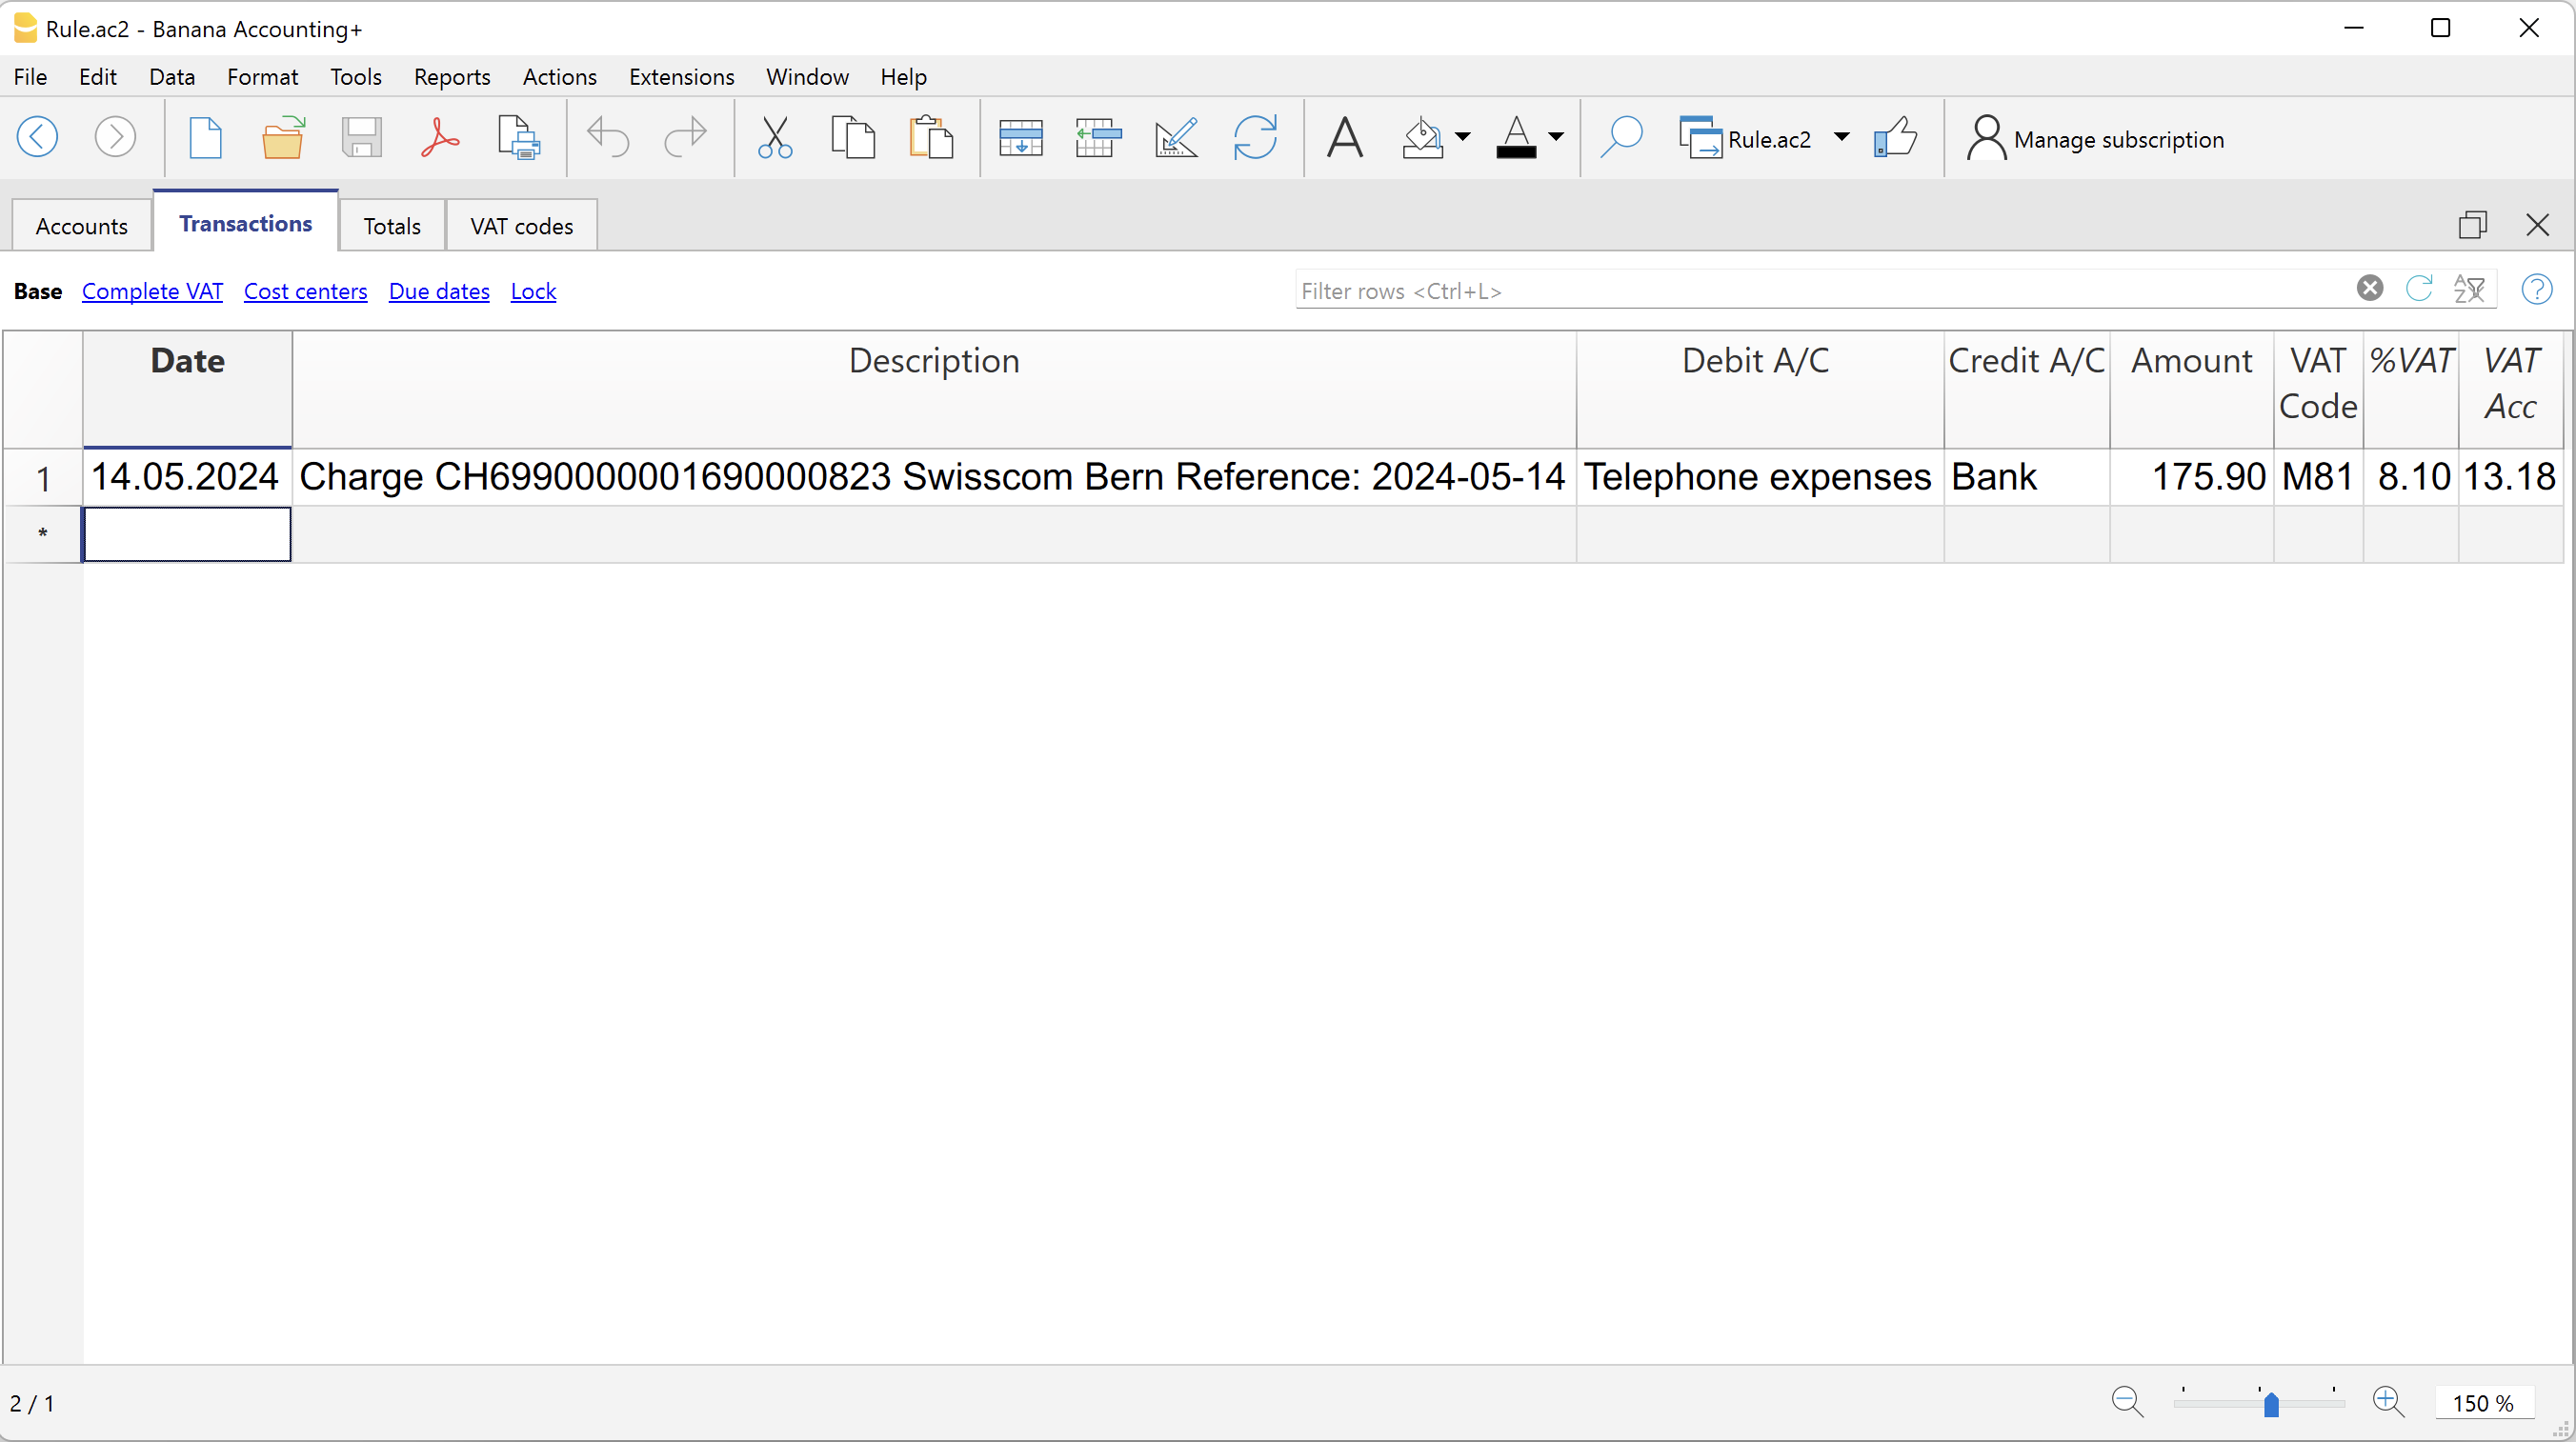 Rule.ac2 - Banana Accounting+
File Edit Data Format Tools Reports Actions Extensions Window Help
Rule.ac2 Manage subscription
Accounts Transactions Totals VAT codes
Base Complete VAT Cost centers Due dates Lock Filter rows <Ctrl+L>
Date Description Debit A/C Credit A/C Amount VAT Code %VAT VAT Acc
1 14.05.2024 Charge CH6990000001690000823 Swisscom Bern Reference: 2024-05-14 Telephone expenses Bank 175.90 M81 8.10 13.18
*
2 / 1 150 %